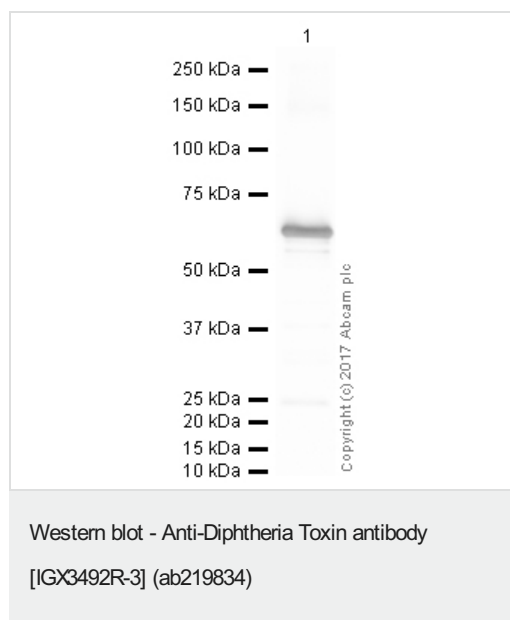 1
250 kDa
150 kDa
100 kDa
75 kDa
50 kDa
37 kDa
25 kDa
20 kDa
15 kDa
10 kDa
Copyright (c) 2017 Abcam plc
Western blot - Anti-Diphtheria Toxin antibody
[IGX3492R-3] (ab219834)